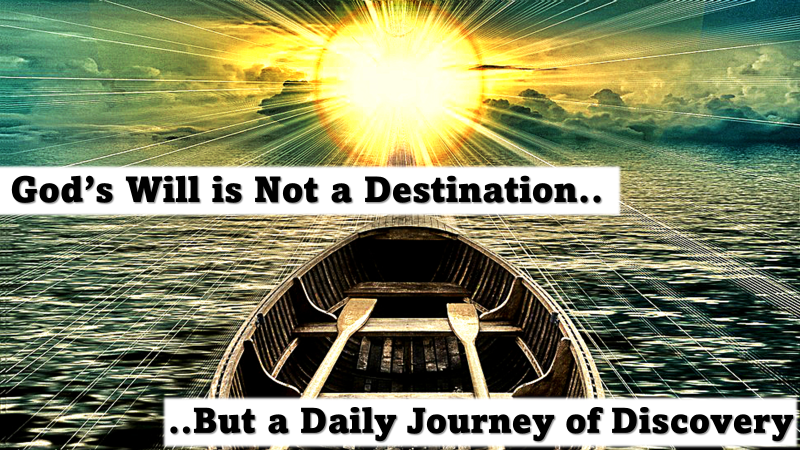 God's Will is Not a Destination..
..But a Daily Journey of Discovery